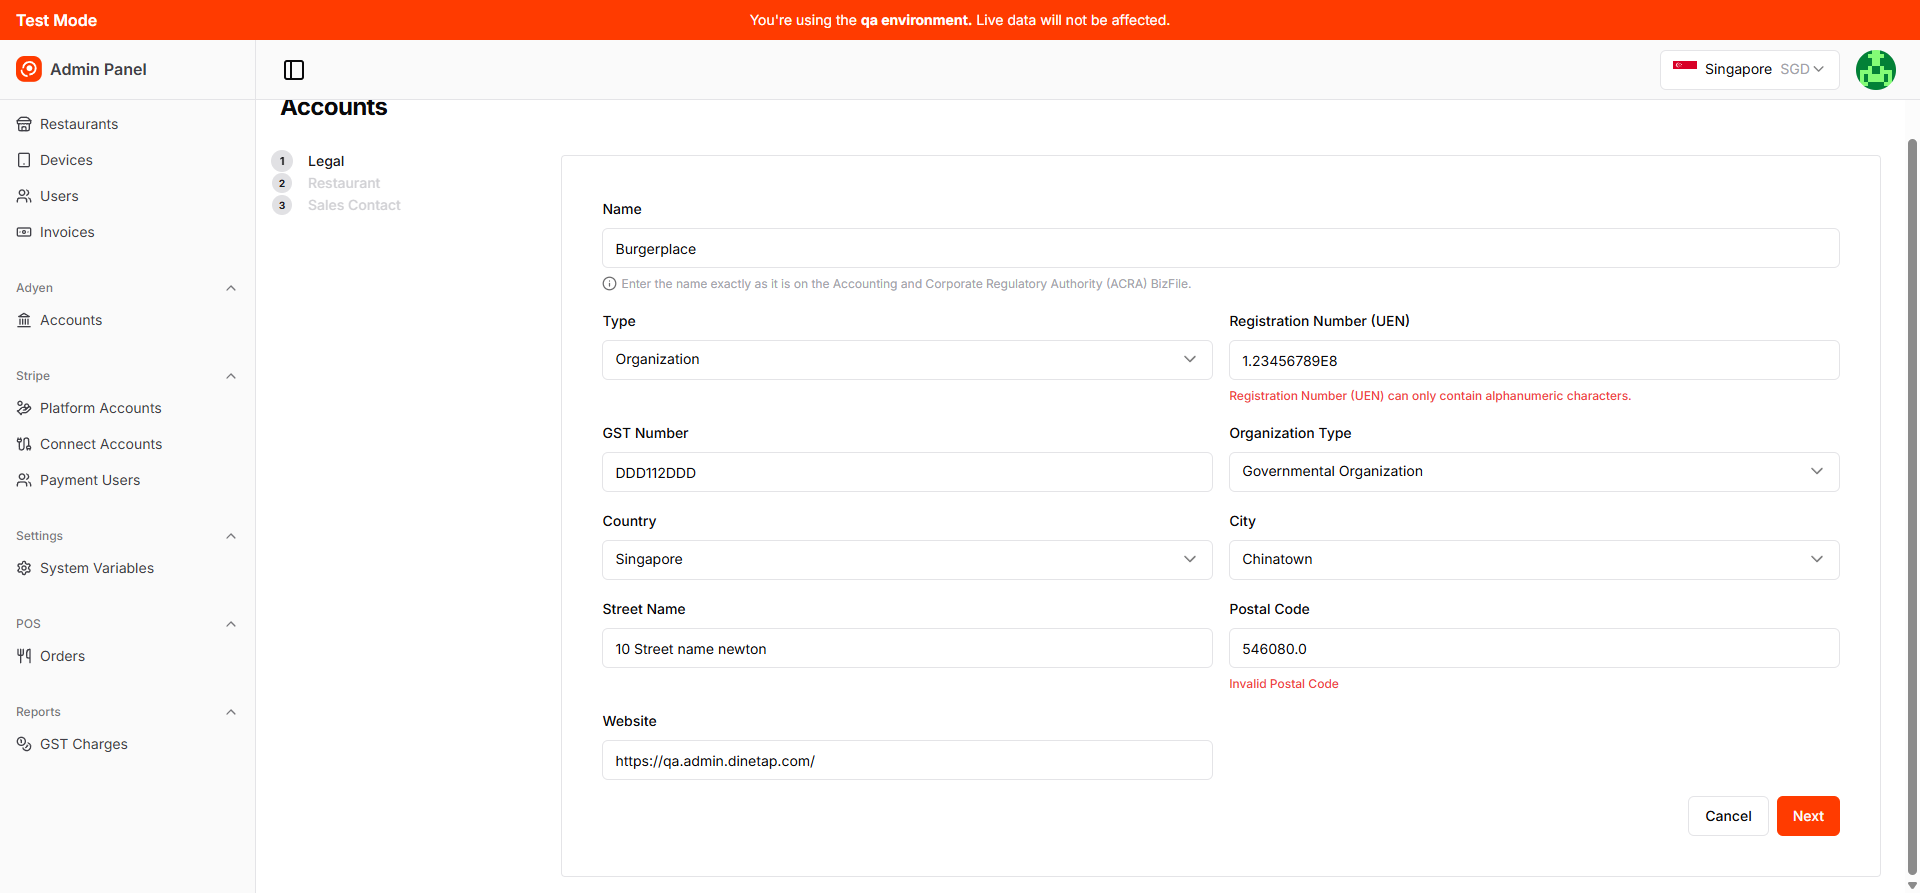 Test Mode
You're using the qa environment. Live data will not be affected.
Admin Panel
Singapore SGD
Restaurants
Devices
Users
Invoices
Adyen
Accounts
Stripe
Platform Accounts
Connect Accounts
Payment Users
Settings
System Variables
POS
Orders
Reports
GST Charges
Accounts
1 Legal
2 Restaurant
3 Sales Contact
Name
Burgerplace
Enter the name exactly as it is on the Accounting and Corporate Regulatory Authority (ACRA) BizFile.
Type
Organization
Registration Number (UEN)
1.23456789E8
Registration Number (UEN) can only contain alphanumeric characters.
GST Number
DDD112DDD
Organization Type
Governmental Organization
Country
Singapore
City
Chinatown
Street Name
10 Street name newton
Postal Code
546080.0
Invalid Postal Code
Website
https://qa.admin.dinetap.com/
Cancel
Next